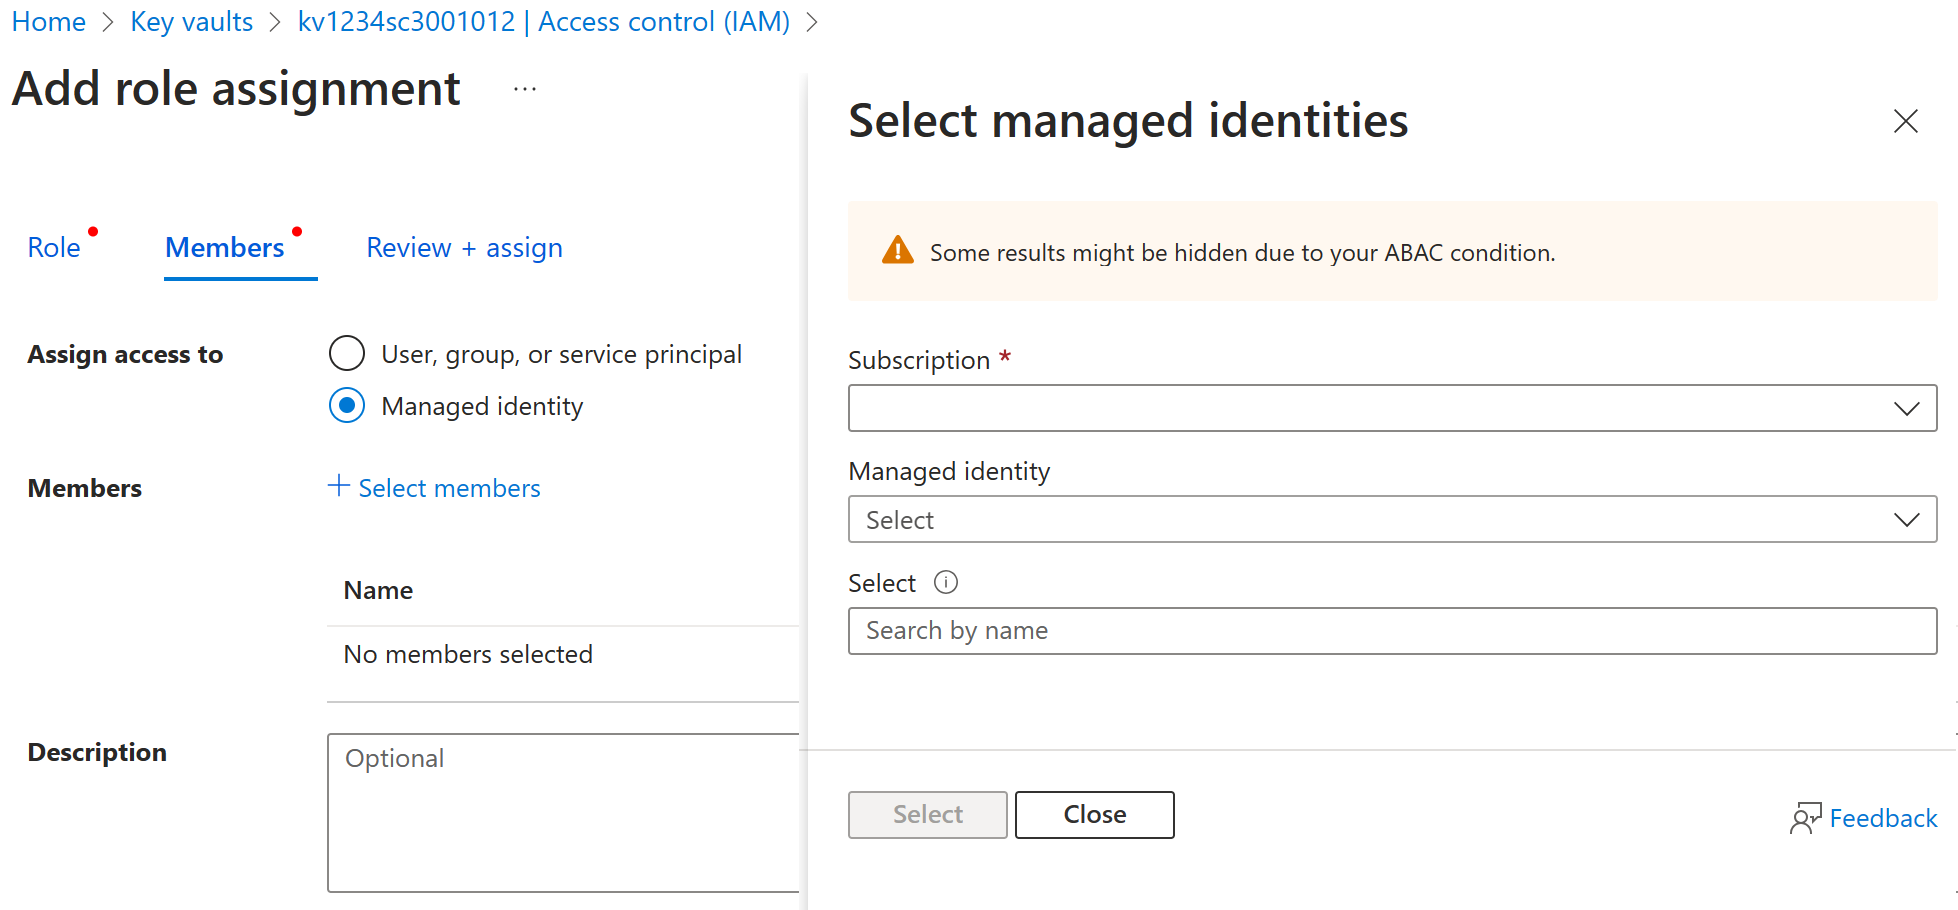 Home > Key vaults > kv1234sc3001012 | Access control (IAM) >
Add role assignment ...
Role
Members
Review + assign
Assign access to
User, group, or service principal
Managed identity
Members
+ Select members
Name
No members selected
Description
Optional
Select managed identities
Some results might be hidden due to your ABAC condition.
Subscription *
Managed identity
Select
Select
Search by name
Select
Close
Feedback